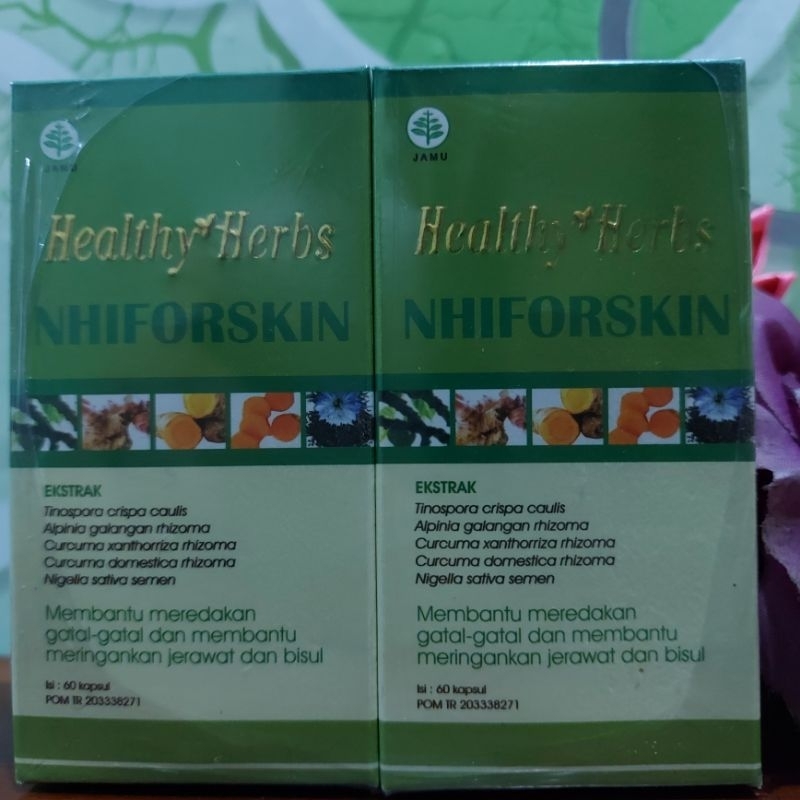 JAMU
Healthy Herbs
NHIFORSKIN
EKSTRAK
Tinospora crispa caulis
Alpinia galangan rhizoma
Curcuma xanthorriza rhizoma
Curcuma domestica rhizoma
Nigella sativa semen
Membantu meredakan
gatal-gatal dan membantu
meringankan jerawat dan bisul
Isi : 60 kapsul
POM TR 203338271
JAMU
Healthy Herbs
NHIFORSKIN
EKSTRAK
Tinospora crispa caulis
Alpinia galangan rhizoma
Curcuma xanthorriza rhizoma
Curcuma domestica rhizoma
Nigella sativa semen
Membantu meredakan
gatal-gatal dan membantu
meringankan jerawat dan bisul
Isi : 60 kapsul
POM TR 203338271